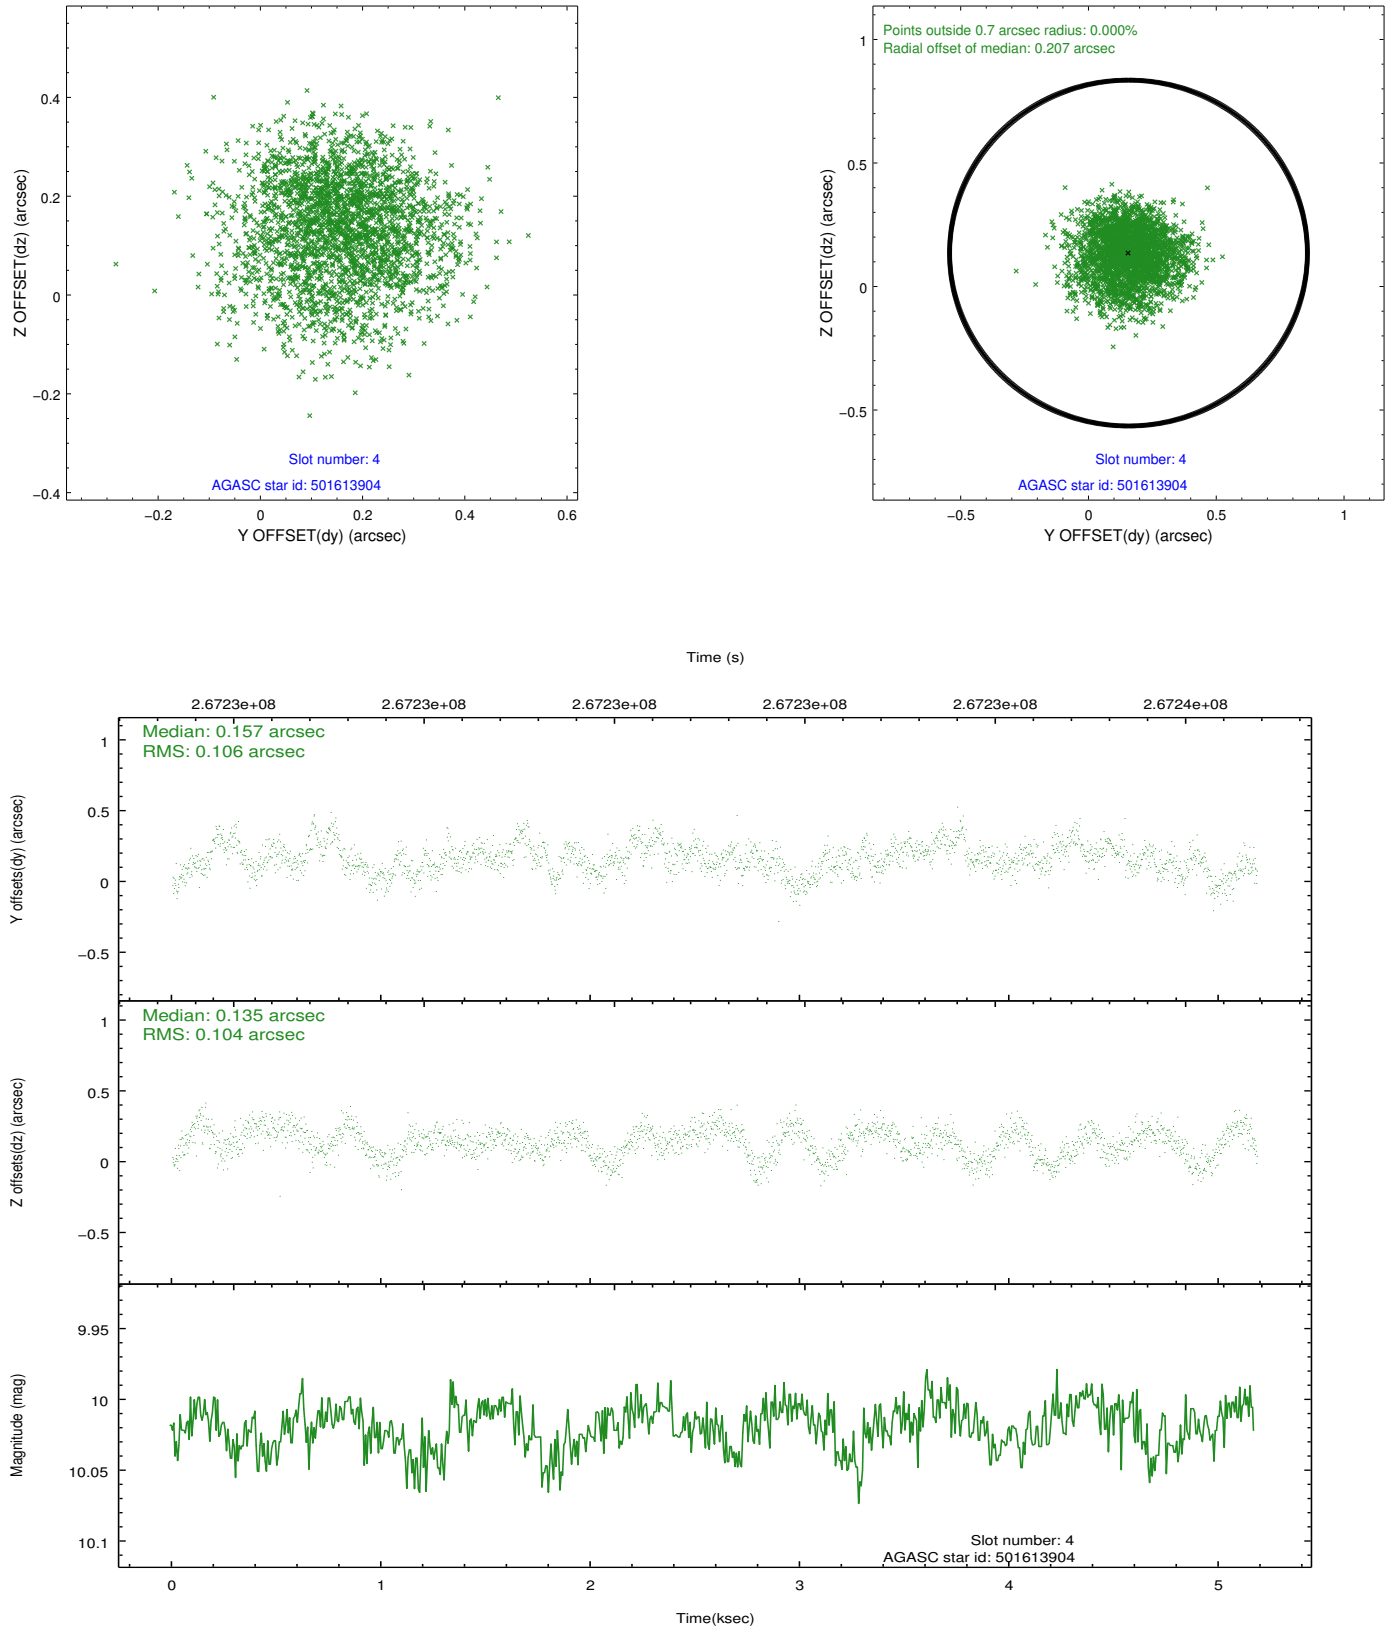 0.4
0.2
0
−0.2
−0.4
Z OFFSET(dz) (arcsec)
Slot number: 4
AGASC star id: 501613904
−0.2 0 0.2 0.4 0.6
Y OFFSET(dy) (arcsec)
Points outside 0.7 arcsec radius: 0.000%
Radial offset of median: 0.207 arcsec
1
0.5
0
−0.5
Z OFFSET(dz) (arcsec)
Slot number: 4
AGASC star id: 501613904
−0.5 0 0.5 1
Y OFFSET(dy) (arcsec)
Time (s)
2.6723e+08 2.6723e+08 2.6723e+08 2.6723e+08 2.6723e+08 2.6724e+08
Median: 0.157 arcsec
RMS: 0.106 arcsec
1
0.5
0
−0.5
Y offsets(dy) (arcsec)
Median: 0.135 arcsec
RMS: 0.104 arcsec
1
0.5
0
−0.5
Z offsets(dz) (arcsec)
9.95
10
10.05
10.1
Magnitude (mag)
Slot number: 4
AGASC star id: 501613904
0 1 2 3 4 5
Time(ksec)